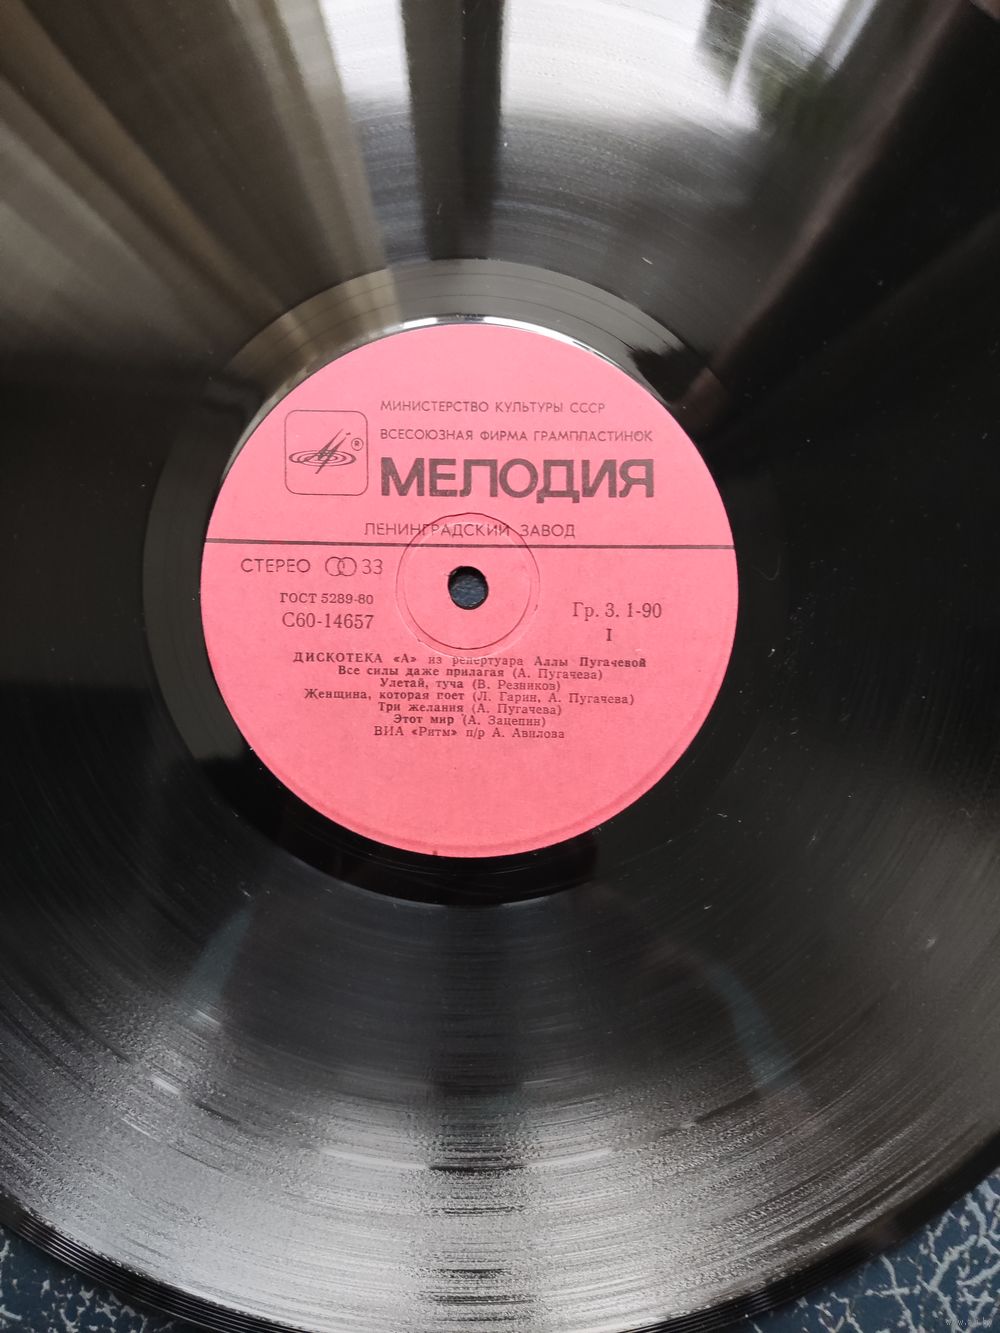 МИНИСТЕРСТВО КУЛЬТУРЫ СССР
ВСЕСОЮЗНАЯ ФИРМА ГРАМПЛАСТИНОК
®
МЕЛОДИЯ
ЛЕНИНГРАДСКИЙ ЗАВОД
СТЕРЕО 33
ГОСТ 5289-80
С60-14657
Гр. 3. 1-90
I
ДИСКОТЕКА «А» из репертуара Аллы Пугачевой
Все силы даже прилагая (А. Пугачева)
Улетай, туча (В. Резников)
Женщина, которая поет (Л. Гарин, А. Пугачева)
Три желания (А. Пугачева)
Этот мир (А. Зацепин)
ВИА «Ритм» п/р А. Авилова